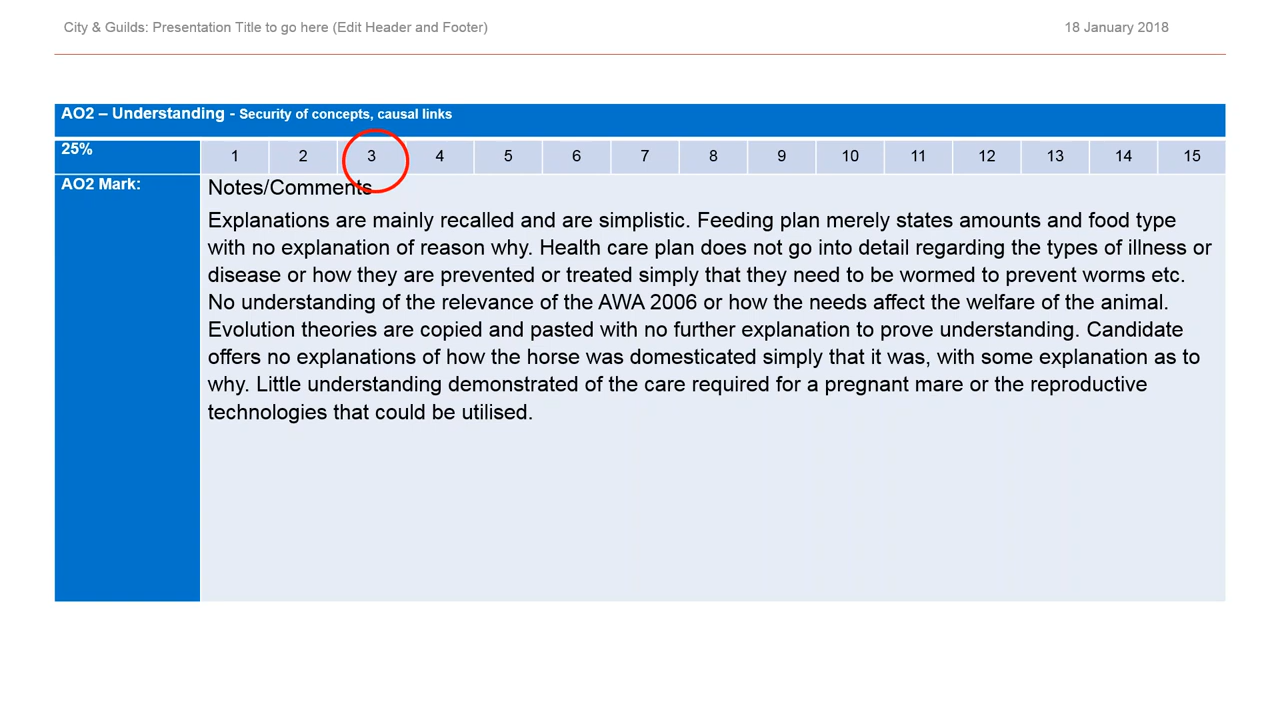 City & Guilds: Presentation Title to go here (Edit Header and Footer)
18 January 2018
AO2 – Understanding - Security of concepts, causal links
25% 1 2 3 4 5 6 7 8 9 10 11 12 13 14 15
AO2 Mark:
Notes/Comments
Explanations are mainly recalled and are simplistic. Feeding plan merely states amounts and food type
with no explanation of reason why. Health care plan does not go into detail regarding the types of illness or
disease or how they are prevented or treated simply that they need to be wormed to prevent worms etc.
No understanding of the relevance of the AWA 2006 or how the needs affect the welfare of the animal.
Evolution theories are copied and pasted with no further explanation to prove understanding. Candidate
offers no explanations of how the horse was domesticated simply that it was, with some explanation as to
why. Little understanding demonstrated of the care required for a pregnant mare or the reproductive
technologies that could be utilised.